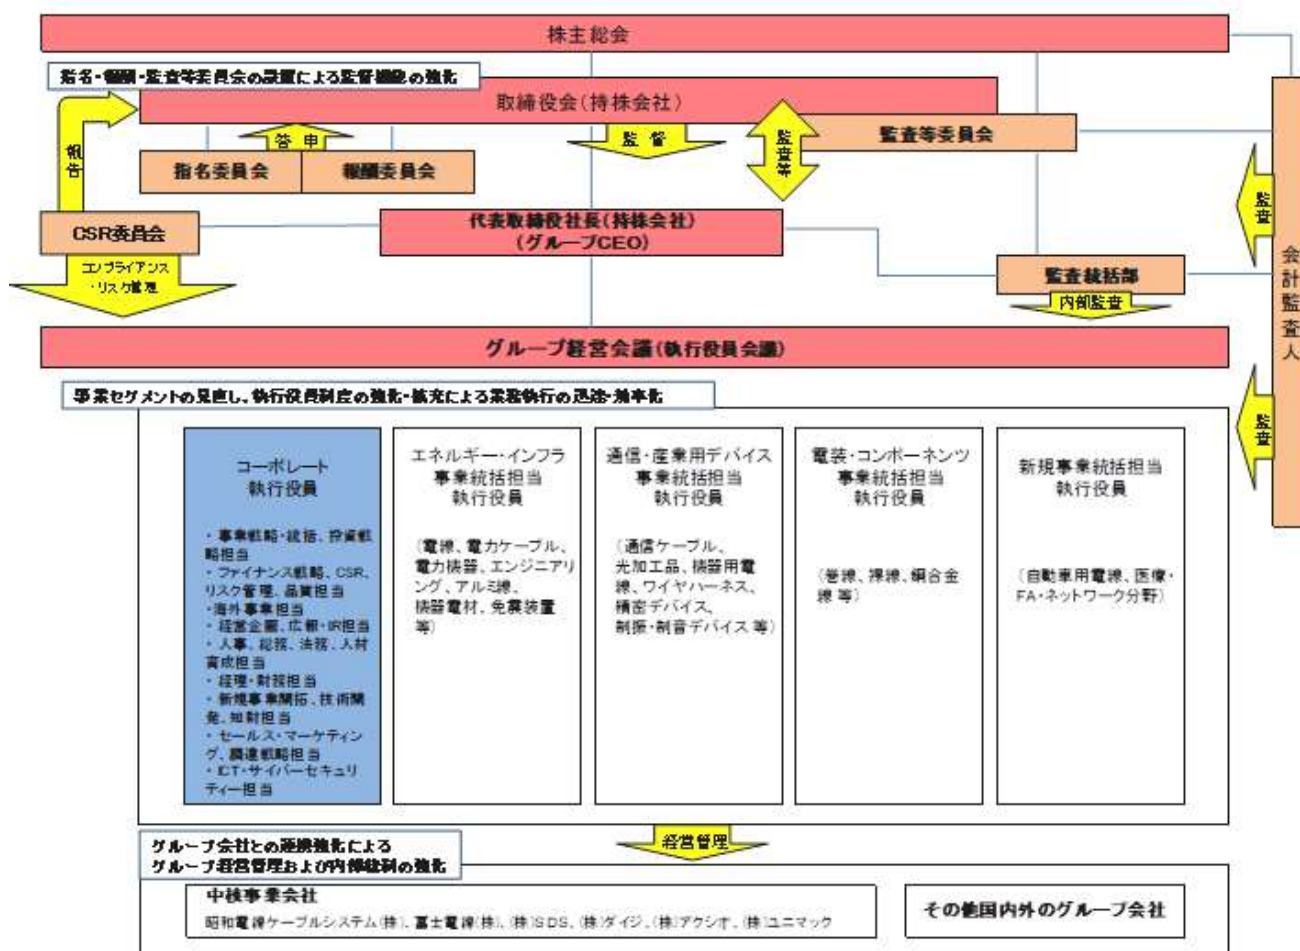 株主総会
指名・報酬・監査等委員会の設置による監督機能の強化
取締役会(持株会社)
報告
答申
監督
監査等
監査等委員会
指名委員会
報酬委員会
監査
CSR委員会
代表取締役社長(持株会社)
(グループCEO)
会計監査人
コンプライアンス
・リスク管理
監査統括部
内部監査
グループ経営会議(執行役員会議)
事業セグメントの見直し、執行役員制度の強化・拡充による業務執行の迅速・効率化
監査
コーポレート
執行役員
・事業戦略・統括、投資戦
略担当
・ファイナンス戦略、CSR、
リスク管理、品質担当
・海外事業担当
・経営企画、広報・IR担当
・人事、総務、法務、人材
育成担当
・経理・財務担当
・新規事業開拓、技術開
発、知財担当
・セールス・マーケティン
グ、調達戦略担当
・ICT・サイバーセキュリ
ティー担当
エネルギー・インフラ
事業統括担当
執行役員
(電線、電力ケーブル、
電力機器、エンジニアリ
ング、アルミ線、
機器電材、免震装置
等)
通信・産業用デバイス
事業統括担当
執行役員
(通信ケーブル、
光加工品、機器用電
線、ワイヤハーネス、
精密デバイス、
制振・制音デバイス等)
電装・コンポーネンツ
事業統括担当
執行役員
(巻線、裸線、銅合金
線等)
新規事業統括担当
執行役員
(自動車用電線、医療・
FA・ネットワーク分野)
経営管理
グループ会社との連携強化による
グループ経営管理および内部統制の強化
中核事業会社
昭和電線ケーブルシステム(株)、冨士電線(株)、(株)SDS、(株)ダイジ、(株)アクシオ、(株)ユニマック
その他国内外のグループ会社